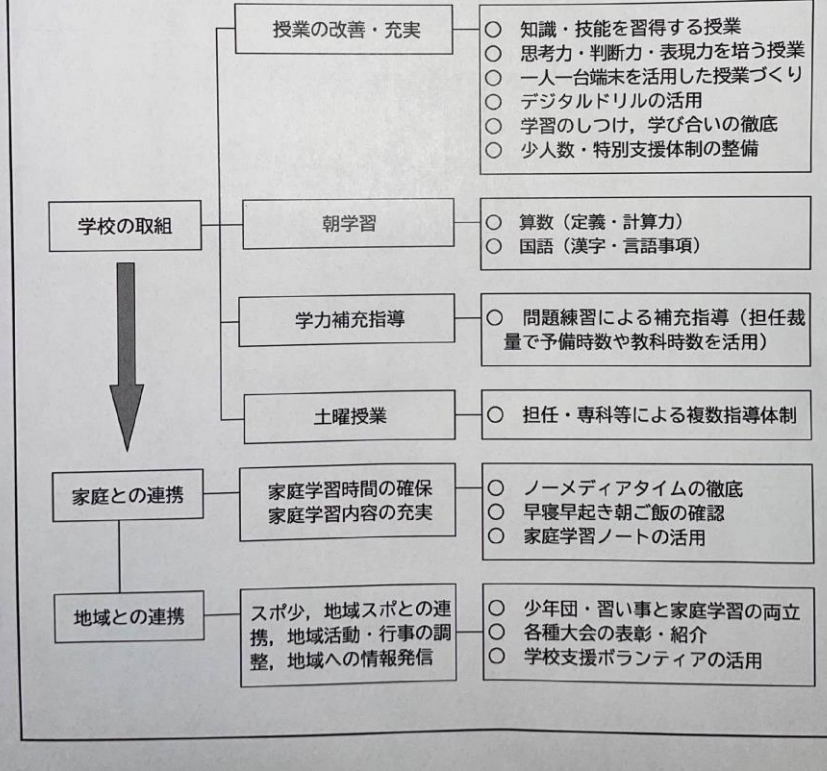 授業の改善・充実
○ 知識・技能を習得する授業
○ 思考力・判断力・表現力を培う授業
○ 一人一台端末を活用した授業づくり
○ デジタルドリルの活用
○ 学習のしつけ，学び合いの徹底
○ 少人数・特別支援体制の整備
学校の取組
朝学習
○ 算数（定義・計算力）
○ 国語（漢字・言語事項）
学力補充指導
○ 問題練習による補充指導（担任裁
量で予備時数や教科時数を活用）
土曜授業
○ 担任・専科等による複数指導体制
家庭との連携
家庭学習時間の確保
家庭学習内容の充実
○ ノーメディアタイムの徹底
○ 早寝早起き朝ご飯の確認
○ 家庭学習ノートの活用
地域との連携
スポ少，地域スポとの連
携，地域活動・行事の調
整，地域への情報発信
○ 少年団・習い事と家庭学習の両立
○ 各種大会の表彰・紹介
○ 学校支援ボランティアの活用